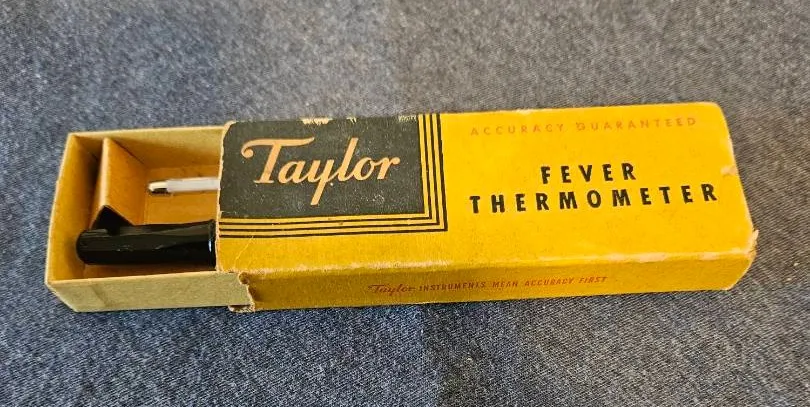 Taylor
ACCURACY GUARANTEED
FEVER
THERMOMETER
Taylor INSTRUMENTS MEAN ACCURACY FIRST